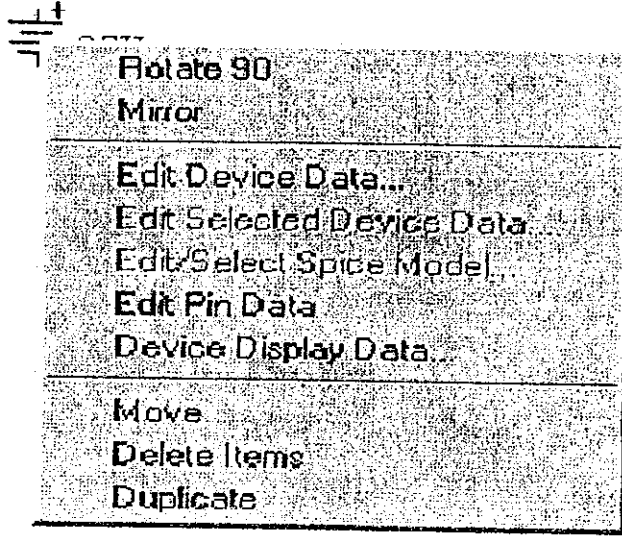 +
Rotate 90
Mirror
Edit Device Data...
Edit Selected Device Data...
Edit/Select Spice Model...
Edit Pin Data
Device Display Data...
Move
Delete Items
Duplicate